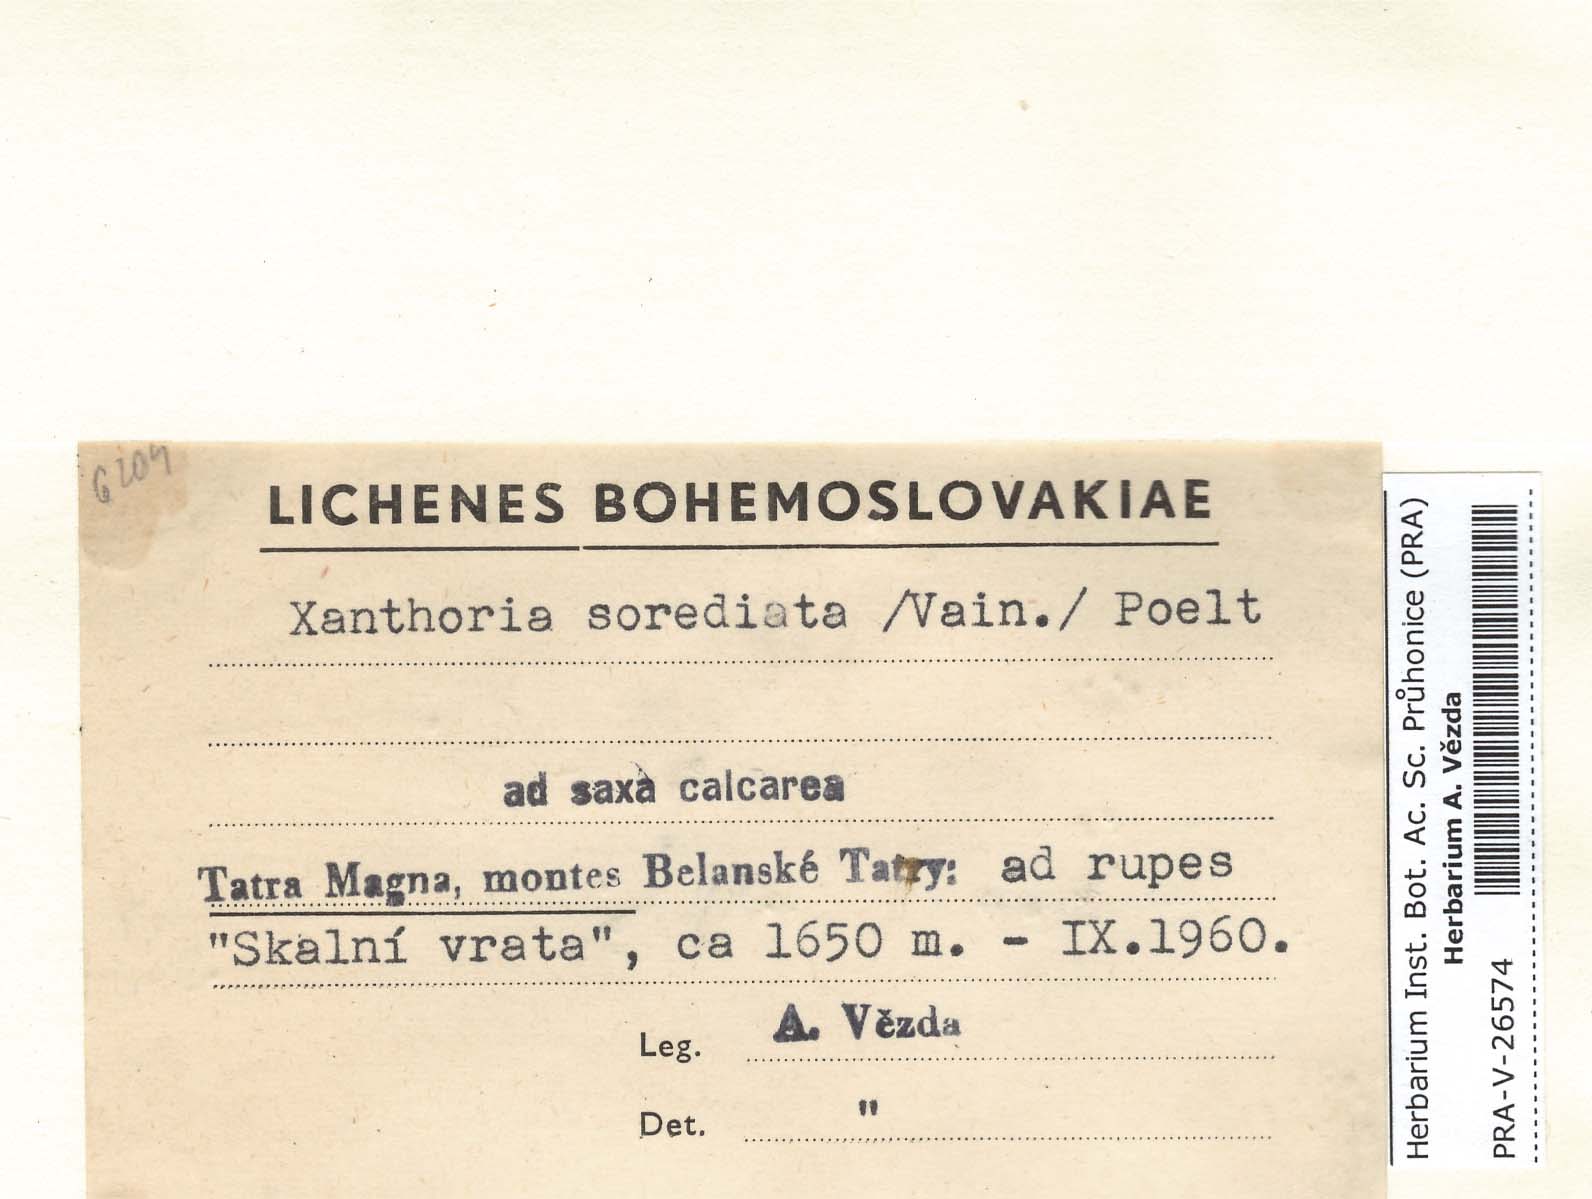 6204
LICHENES BOHEMOSLOVAKIAE
Xanthoria sorediata /Vain./ Poelt
ad saxa calcarea
Tatra Magna, montes Belanské Tatry: ad rupes
"Skalní vrata", ca 1650 m. - IX.1960.
Leg. A. Vězda
Det. "
Herbarium Inst. Bot. Ac. Sc. Průhonice (PRA)
Herbarium A. Vězda
PRA-V-26574